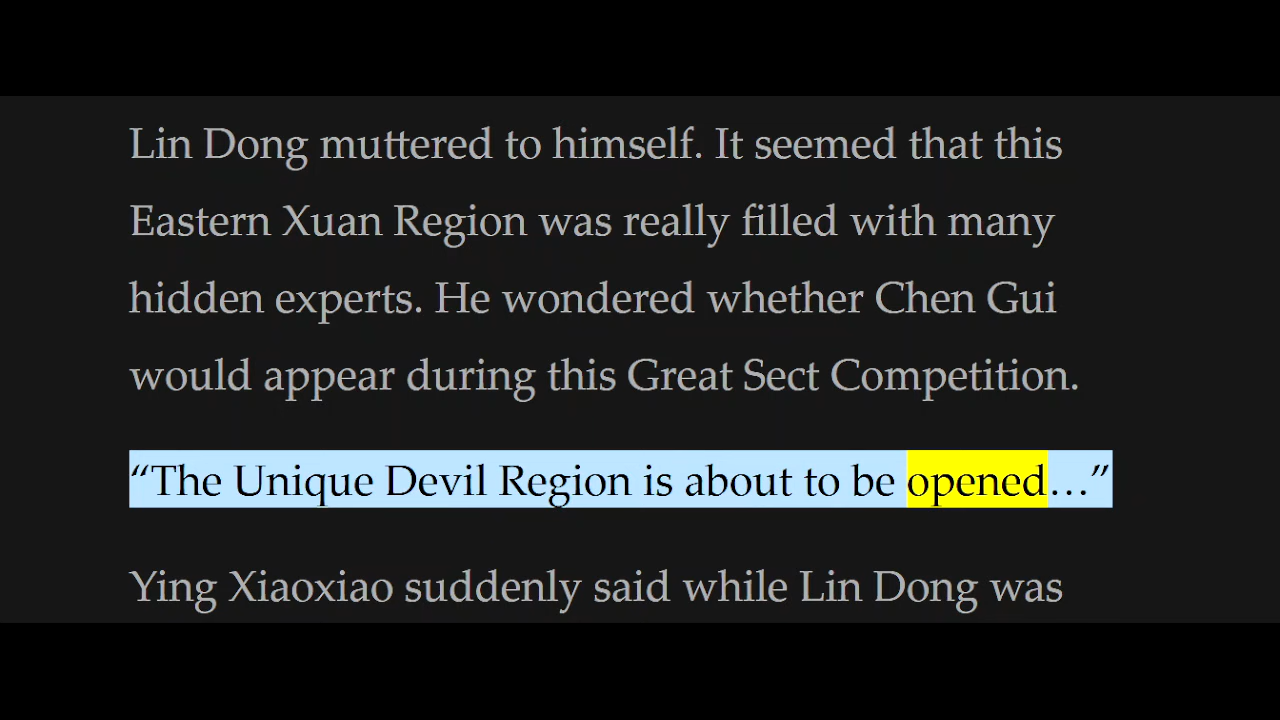 Lin Dong muttered to himself. It seemed that this
Eastern Xuan Region was really filled with many
hidden experts. He wondered whether Chen Gui
would appear during this Great Sect Competition.
“The Unique Devil Region is about to be opened…”
Ying Xiaoxiao suddenly said while Lin Dong was